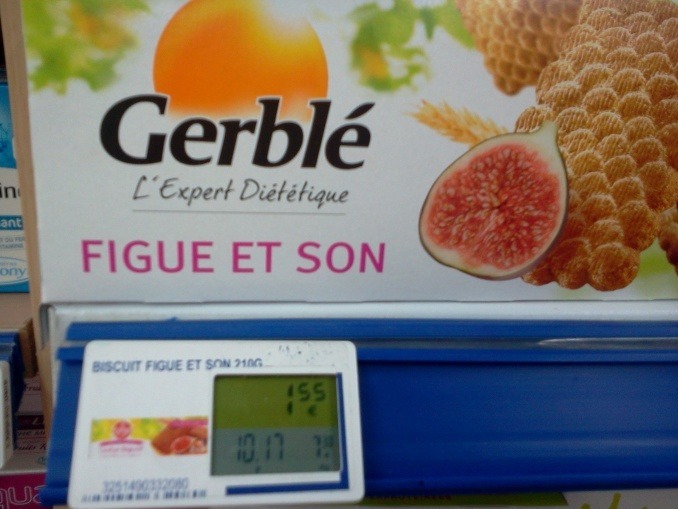 Gerblé
L'Expert Diététique
FIGUE ET SON
BISCUIT FIGUE ET SON 210G
1 55
€
10,17
3251490332080